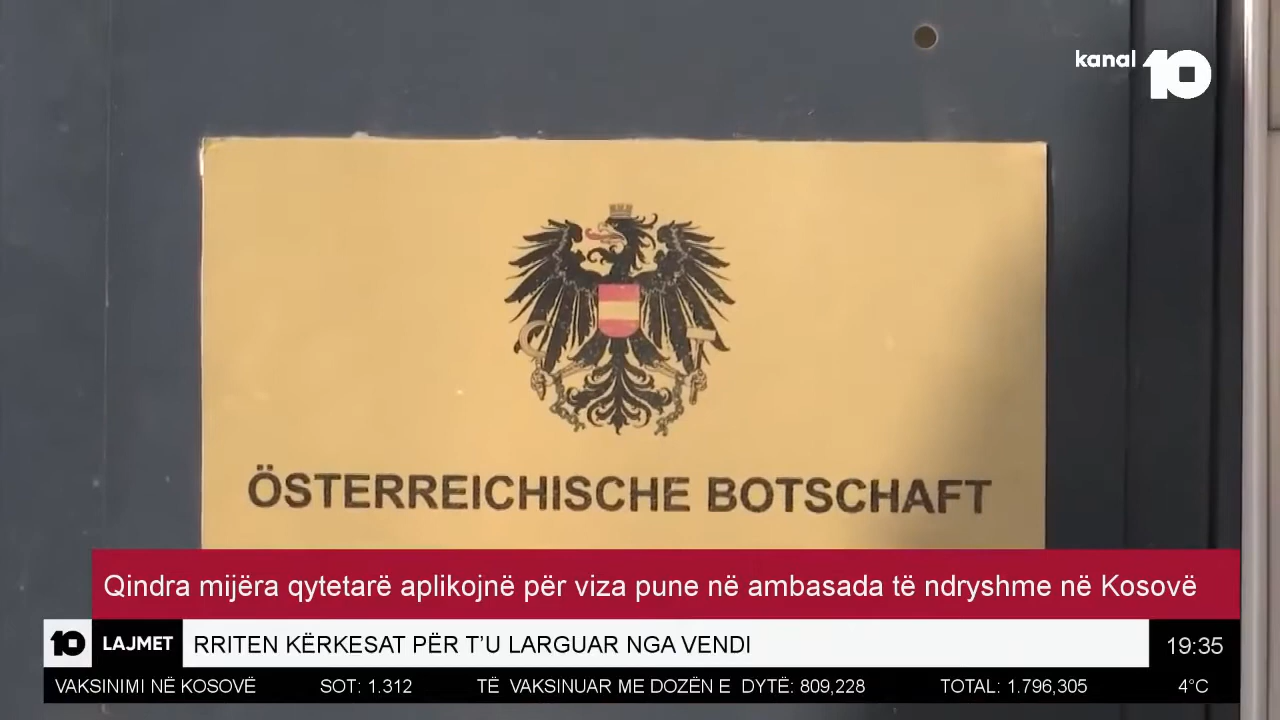 kanal 10
ÖSTERREICHISCHE BOTSCHAFT
Qindra mijëra qytetarë aplikojnë për viza pune në ambasada të ndryshme në Kosovë
10 LAJMET RRITEN KËRKESAT PËR T’U LARGUAR NGA VENDI 19:35
VAKSINIMI NË KOSOVË SOT: 1.312 TË VAKSINUAR ME DOZËN E DYTË: 809,228 TOTAL: 1.796,305 4°C